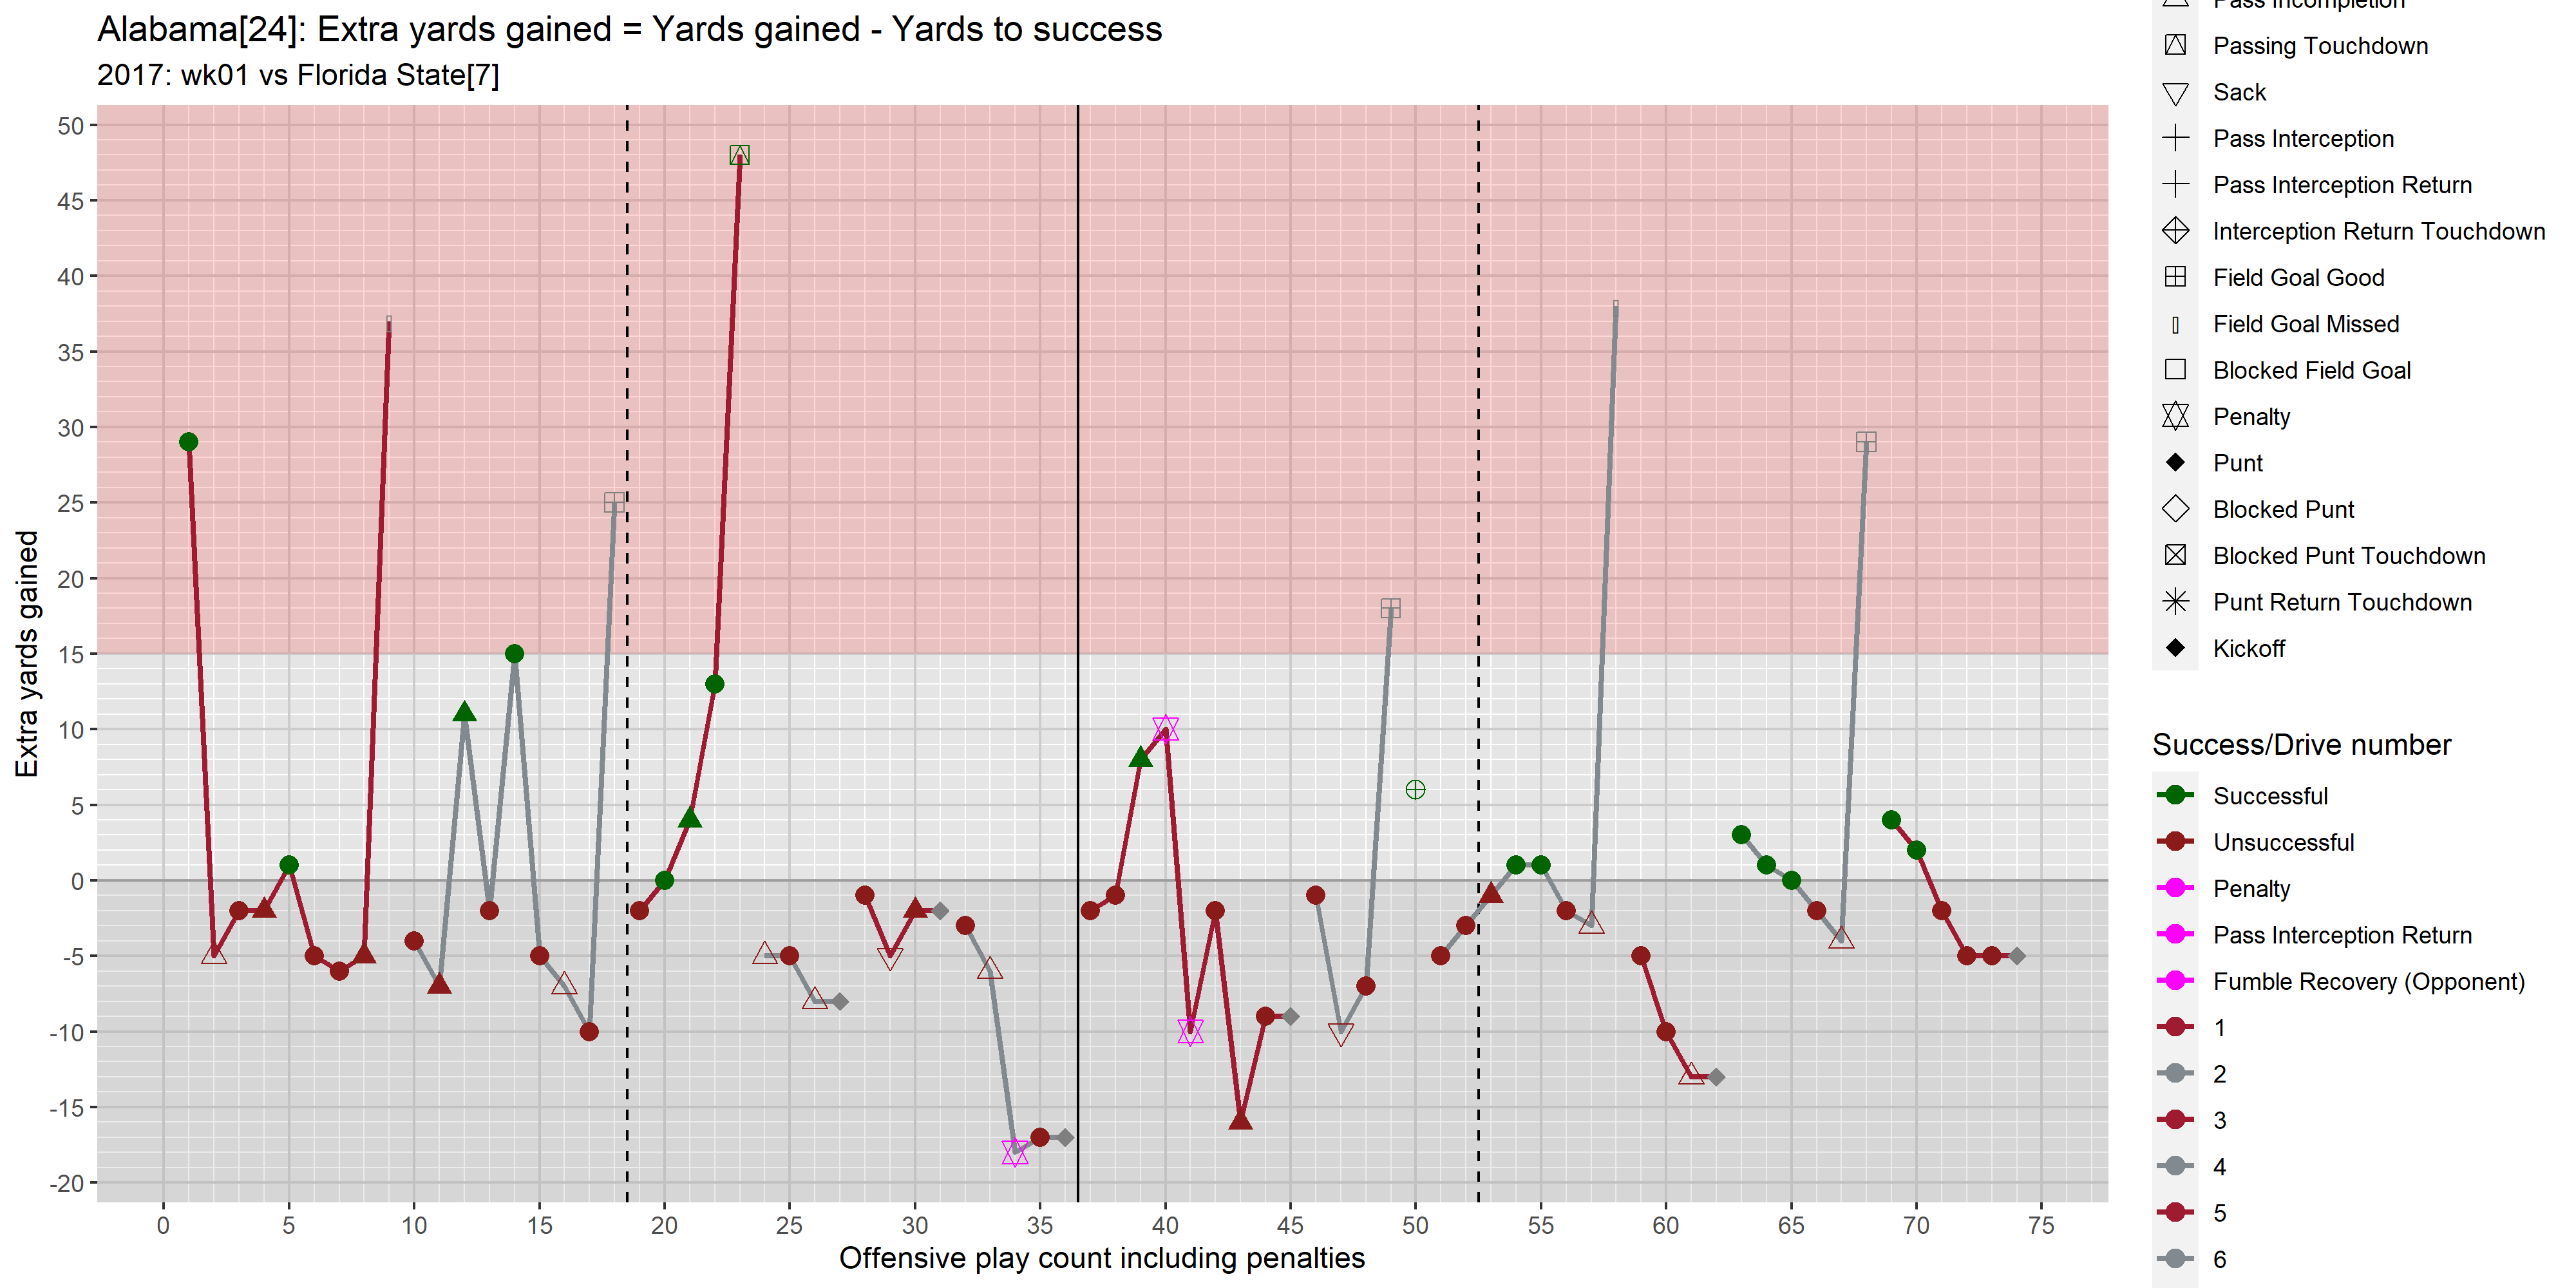 Alabama[24]: Extra yards gained = Yards gained - Yards to success
2017: wk01 vs Florida State[7]
Extra yards gained
50
45
40
35
30
25
20
15
10
5
0
-5
-10
-15
-20
0 5 10 15 20 25 30 35 40 45 50 55 60 65 70 75
Offensive play count including penalties
Pass Incompletion
Passing Touchdown
Sack
Pass Interception
Pass Interception Return
Interception Return Touchdown
Field Goal Good
Field Goal Missed
Blocked Field Goal
Penalty
Punt
Blocked Punt
Blocked Punt Touchdown
Punt Return Touchdown
Kickoff
Success/Drive number
Successful
Unsuccessful
Penalty
Pass Interception Return
Fumble Recovery (Opponent)
1
2
3
4
5
6